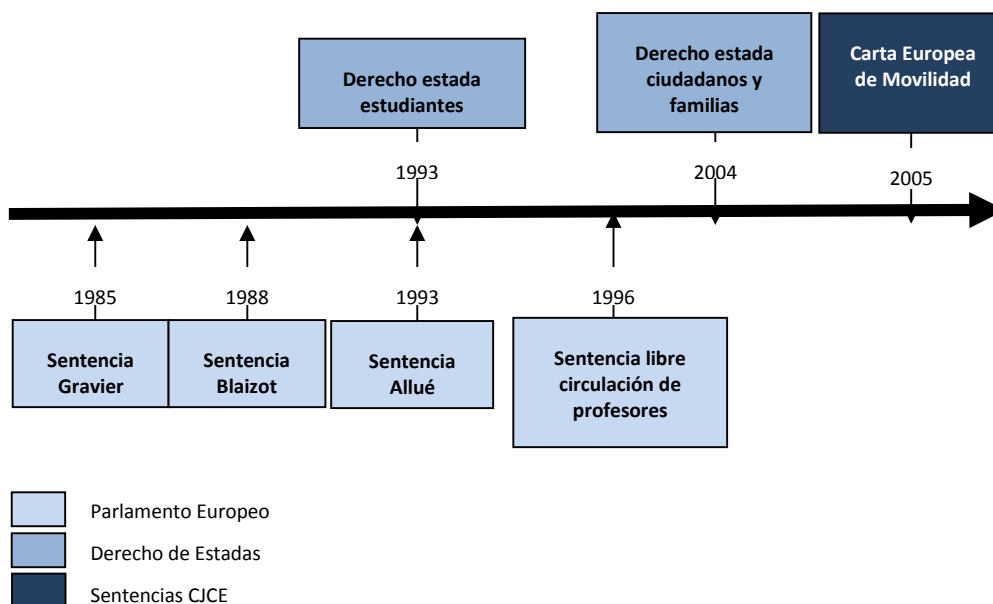 Derecho estada
estudiantes
Derecho estada
ciudadanos y
familias
Carta Europea
de Movilidad
1993
2004
2005
1985
1988
1993
1996
Sentencia
Gravier
Sentencia
Blaizot
Sentencia
Allué
Sentencia libre
circulación de
profesores
Parlamento Europeo
Derecho de Estadas
Sentencias CJCE